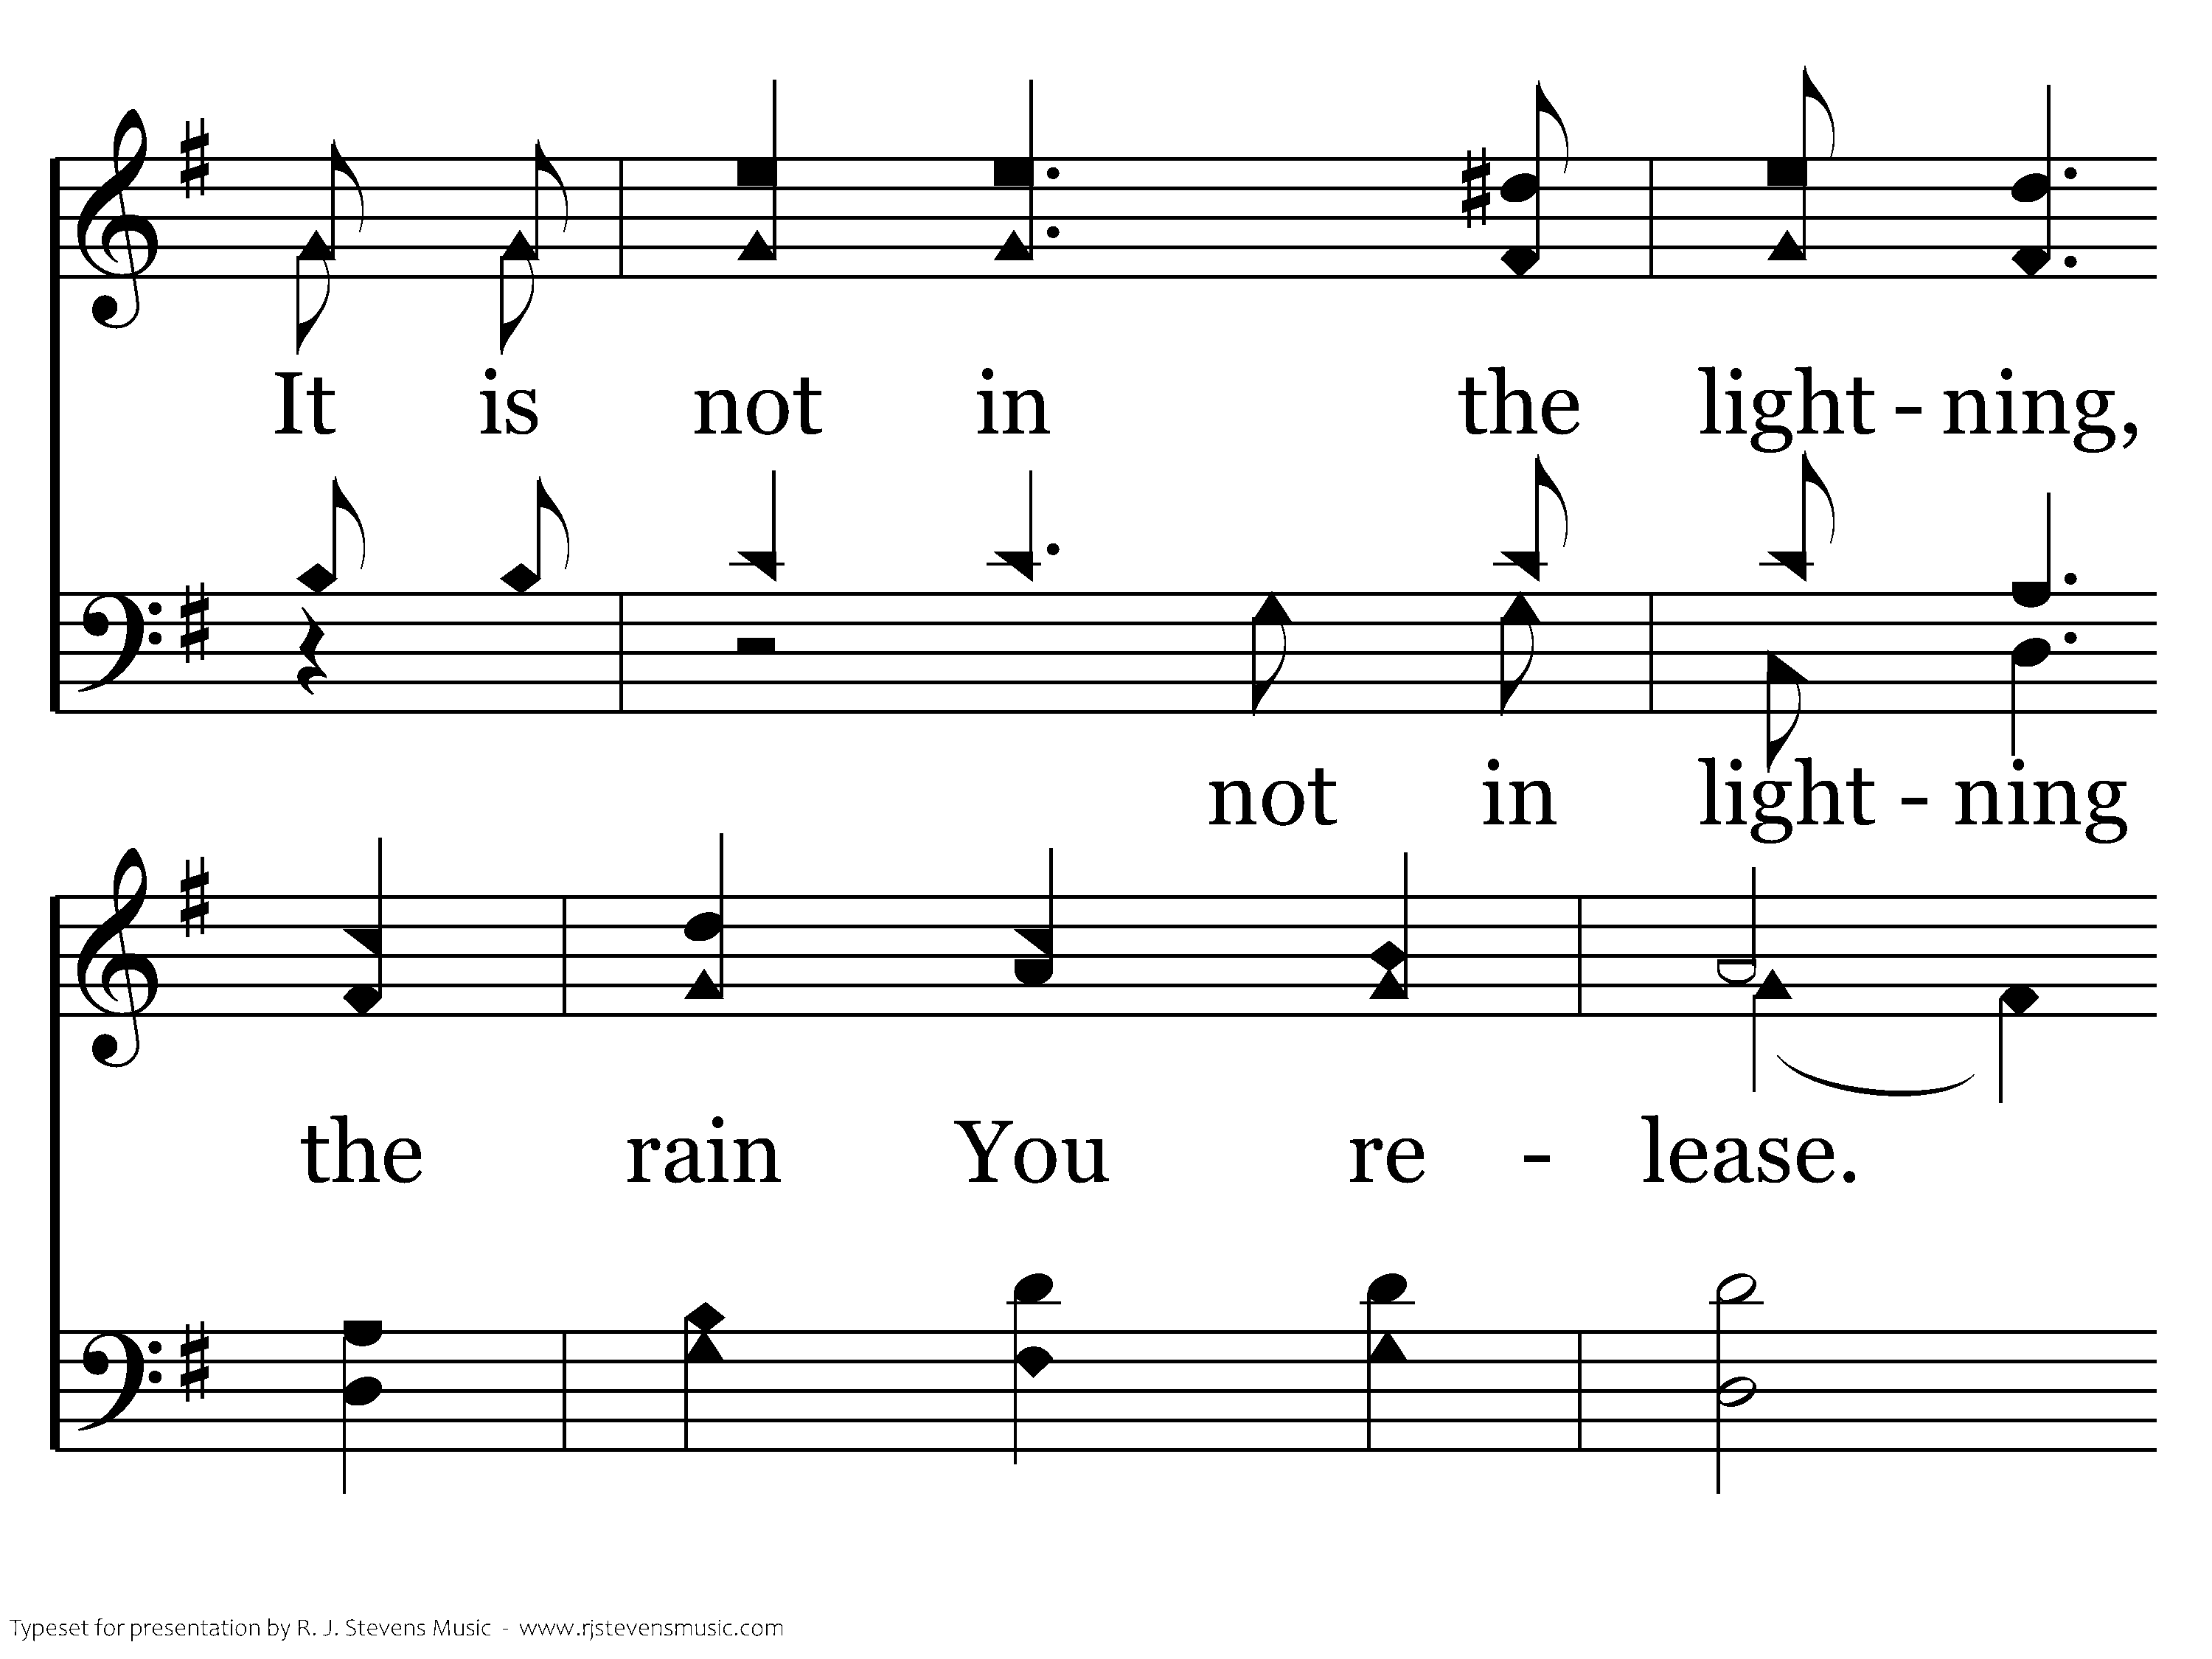 It is not in the light - ning,
not in light - ning
the rain You re - lease.
Typeset for presentation by R. J. Stevens Music - www.rjstevensmusic.com